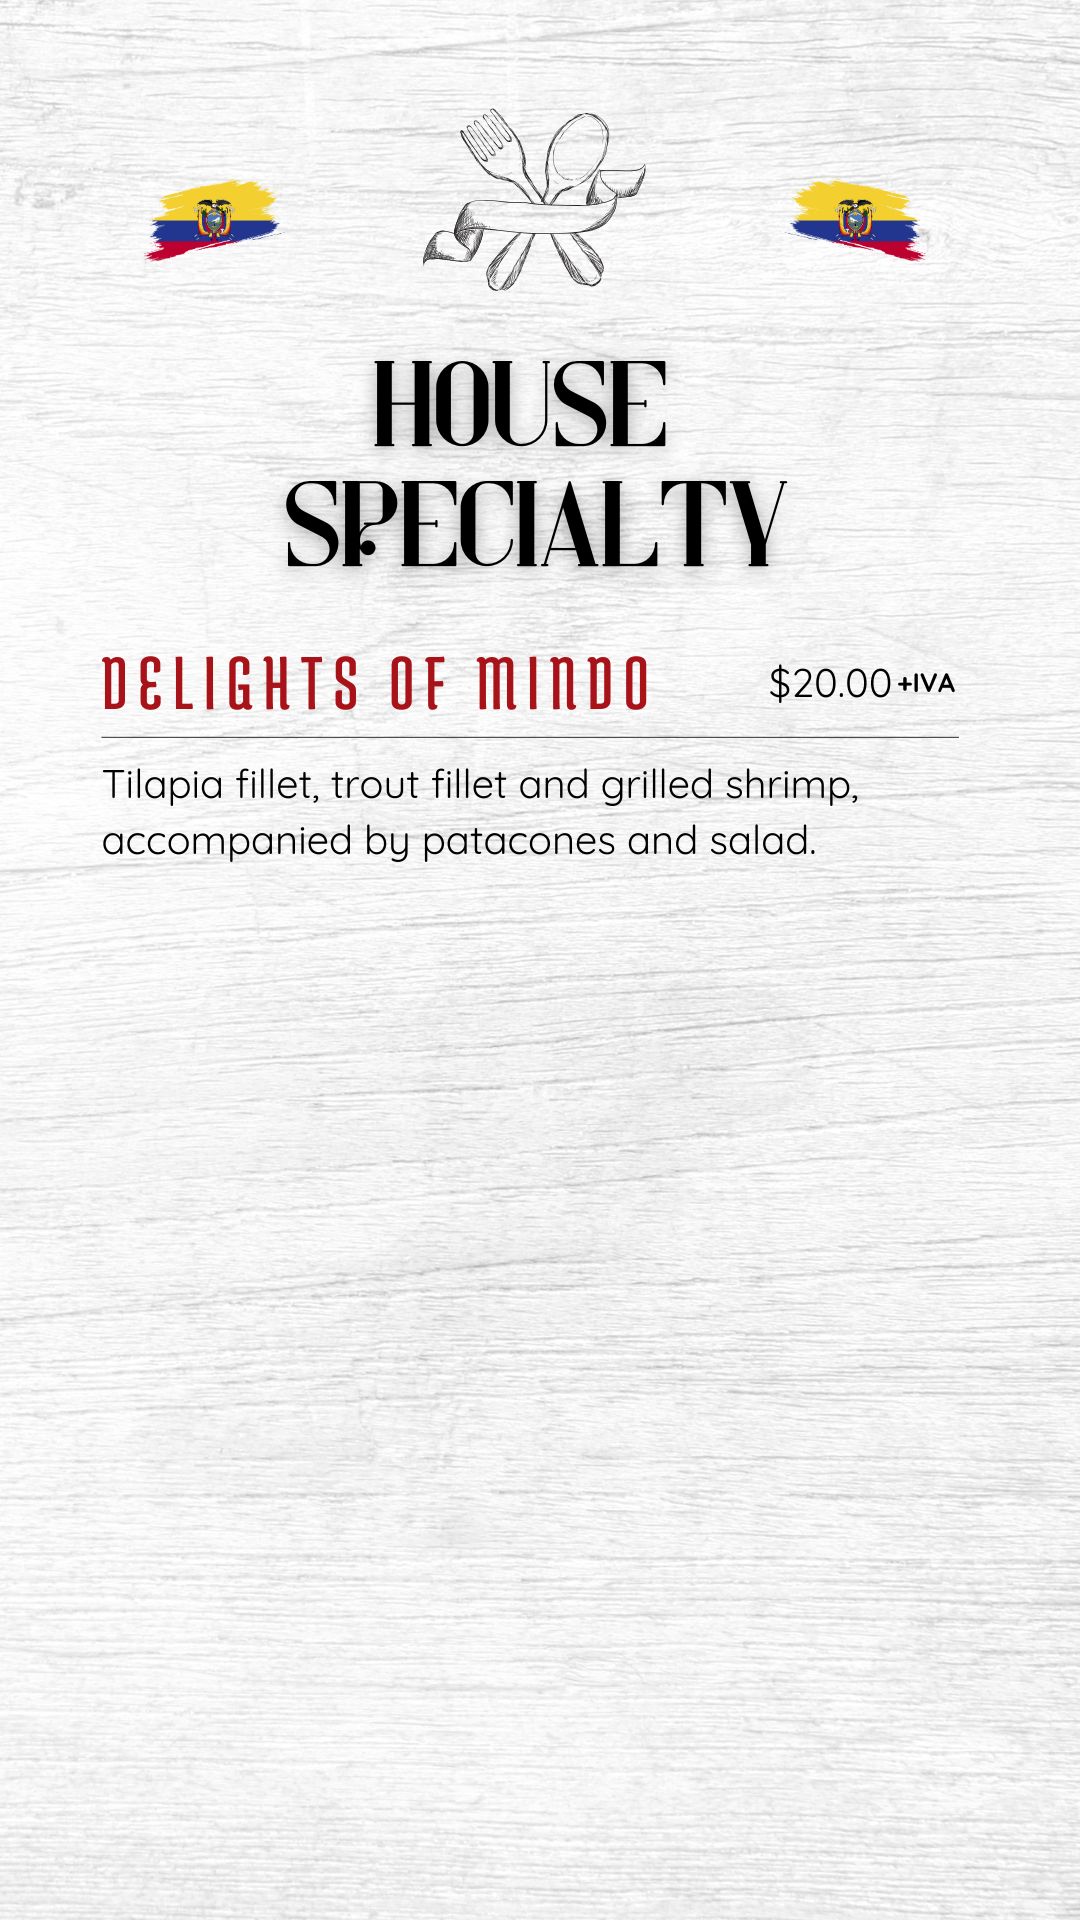 HOUSE
SPECIALTY
DELIGHTS OF MINDO
$20.00+IVA
Tilapia fillet, trout fillet and grilled shrimp,
accompanied by patacones and salad.